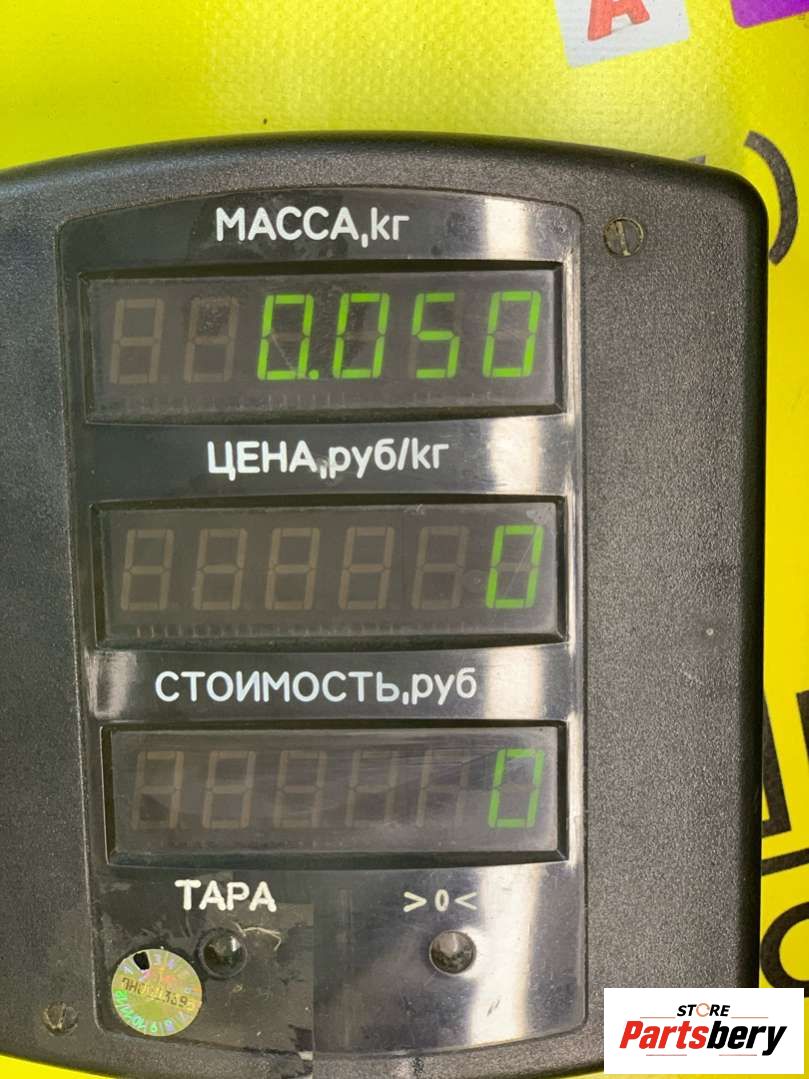 А
МАССА,кг
0.050
ЦЕНА,руб/кг
0
СТОИМОСТЬ,руб
0
ТАРА >0<
STORE
Partsbery